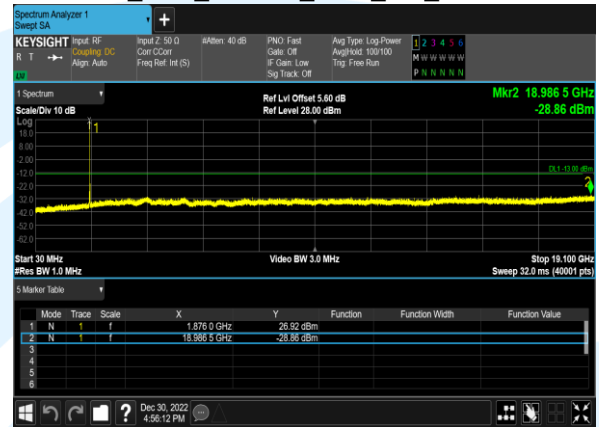 Spectrum Analyzer 1
Swept SA
+
KEYSIGHT
R T
LW
Input: RF
Coupling: DC
Align: Auto
Input Z: 50 Ω
Corr CCorr
Freq Ref: Int (S)
#Atten: 40 dB
PNO: Fast
Gate: Off
IF Gain: Low
Sig Track: Off
Avg Type: Log-Power
Avg|Hold: 100/100
Trig: Free Run
1 2 3 4 5 6
M W W W W W
P N N N N N
1 Spectrum
Scale/Div 10 dB
Ref Lvl Offset 5.60 dB
Ref Level 28.00 dBm
Mkr2 18.986 5 GHz
-28.86 dBm
Log
18.0
8.00
-2.00
-12.0
-22.0
-32.0
-42.0
-52.0
-62.0
1
DL1 -13.00 dBm
2
Start 30 MHz
#Res BW 1.0 MHz
Video BW 3.0 MHz
Stop 19.100 GHz
Sweep 32.0 ms (40001 pts)
5 Marker Table
Mode Trace Scale X Y Function Function Width Function Value
1 N 1 f 1.876 0 GHz 26.92 dBm
2 N 1 f 18.986 5 GHz -28.86 dBm
3
4
5
6
?
Dec 30, 2022
4:56:12 PM